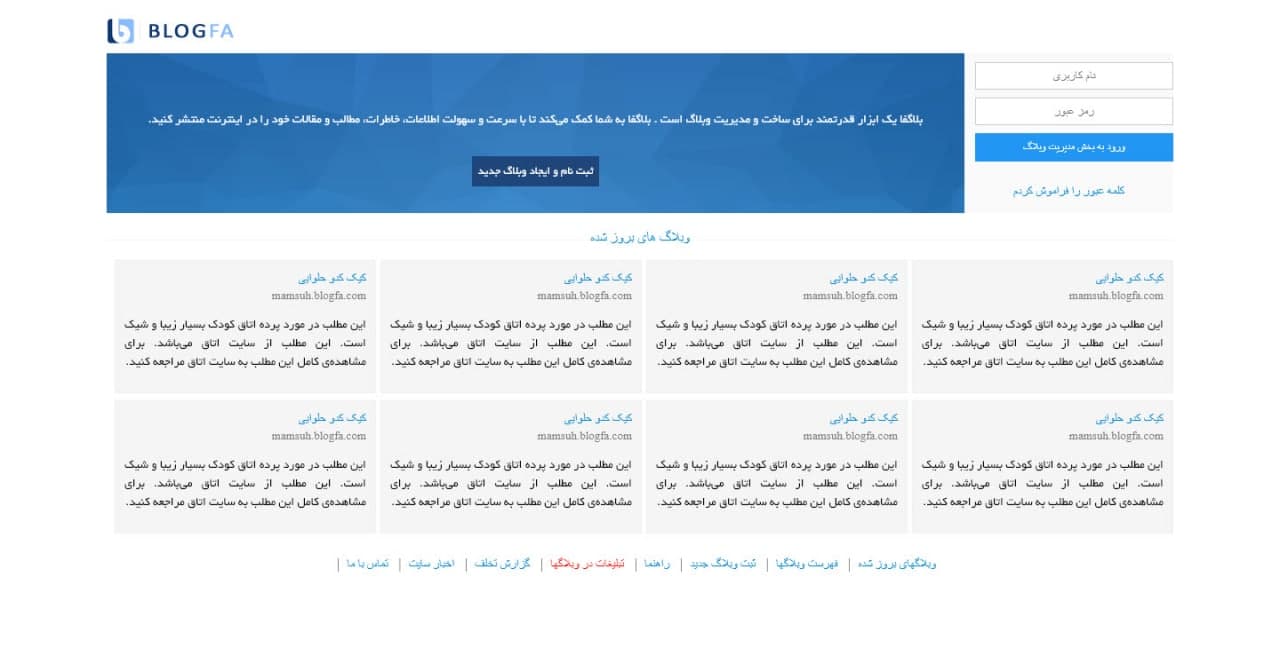 BLOGFA
نام کاربری
رمز عبور
ورود به بخش مدیریت وبلاگ
کلمه عبور را فراموش کردم
بلاگفا یک ابزار قدرتمند برای ساخت و مدیریت وبلاگ است . بلاگفا به شما کمک می‌کند تا با سرعت و سهولت اطلاعات، خاطرات، مطالب و مقالات خود را در اینترنت منتشر کنید.
ثبت نام و ایجاد وبلاگ جدید
وبلاگ های بروز شده
کیک کدو حلوایی
mamsuh.blogfa.com
این مطلب در مورد پرده اتاق کودک بسیار زیبا و شیک
است. این مطلب از سایت اتاق می‌باشد. برای
مشاهده‌ی کامل این مطلب به سایت اتاق مراجعه کنید.
کیک کدو حلوایی
mamsuh.blogfa.com
این مطلب در مورد پرده اتاق کودک بسیار زیبا و شیک
است. این مطلب از سایت اتاق می‌باشد. برای
مشاهده‌ی کامل این مطلب به سایت اتاق مراجعه کنید.
کیک کدو حلوایی
mamsuh.blogfa.com
این مطلب در مورد پرده اتاق کودک بسیار زیبا و شیک
است. این مطلب از سایت اتاق می‌باشد. برای
مشاهده‌ی کامل این مطلب به سایت اتاق مراجعه کنید.
کیک کدو حلوایی
mamsuh.blogfa.com
این مطلب در مورد پرده اتاق کودک بسیار زیبا و شیک
است. این مطلب از سایت اتاق می‌باشد. برای
مشاهده‌ی کامل این مطلب به سایت اتاق مراجعه کنید.
کیک کدو حلوایی
mamsuh.blogfa.com
این مطلب در مورد پرده اتاق کودک بسیار زیبا و شیک
است. این مطلب از سایت اتاق می‌باشد. برای
مشاهده‌ی کامل این مطلب به سایت اتاق مراجعه کنید.
کیک کدو حلوایی
mamsuh.blogfa.com
این مطلب در مورد پرده اتاق کودک بسیار زیبا و شیک
است. این مطلب از سایت اتاق می‌باشد. برای
مشاهده‌ی کامل این مطلب به سایت اتاق مراجعه کنید.
کیک کدو حلوایی
mamsuh.blogfa.com
این مطلب در مورد پرده اتاق کودک بسیار زیبا و شیک
است. این مطلب از سایت اتاق می‌باشد. برای
مشاهده‌ی کامل این مطلب به سایت اتاق مراجعه کنید.
کیک کدو حلوایی
mamsuh.blogfa.com
این مطلب در مورد پرده اتاق کودک بسیار زیبا و شیک
است. این مطلب از سایت اتاق می‌باشد. برای
مشاهده‌ی کامل این مطلب به سایت اتاق مراجعه کنید.
وبلاگهای بروز شده | فهرست وبلاگها | ثبت وبلاگ جدید | راهنما | تبلیغات در وبلاگها | گزارش تخلف | اخبار سایت | تماس با ما |